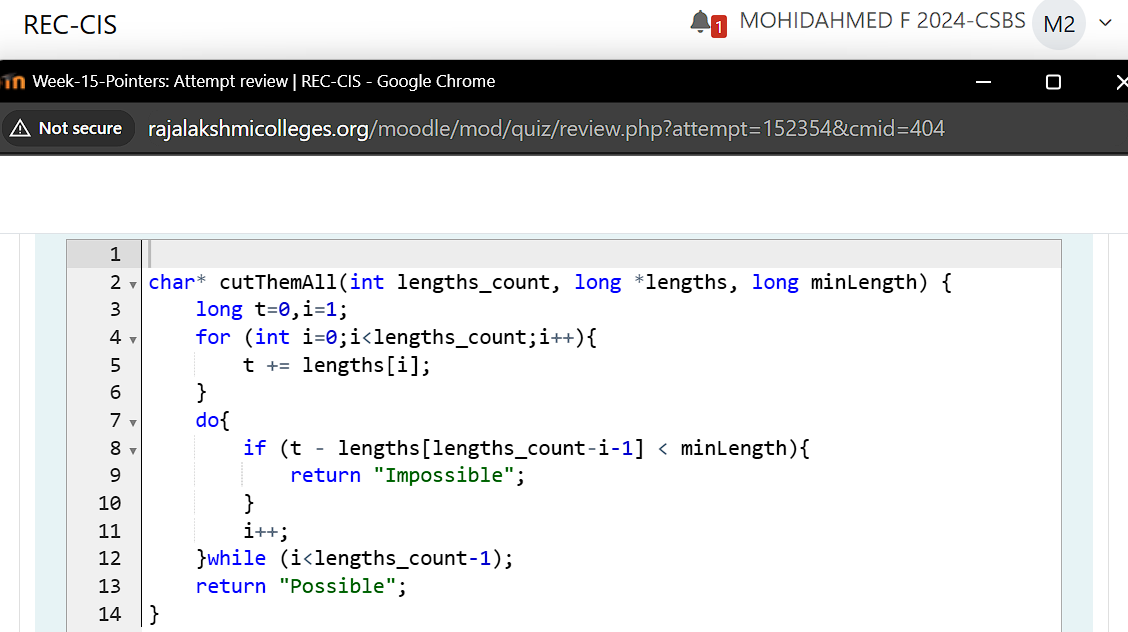 REC-CIS
1
MOHIDAHMED F 2024-CSBS
M2
Week-15-Pointers: Attempt review | REC-CIS - Google Chrome
Not secure
rajalakshmicolleges.org/moodle/mod/quiz/review.php?attempt=152354&cmid=404
1
2 char* cutThemAll(int lengths_count, long *lengths, long minLength) {
3     long t=0,i=1;
4     for (int i=0;i<lengths_count;i++){
5         t += lengths[i];
6     }
7     do{
8         if (t - lengths[lengths_count-i-1] < minLength){
9             return "Impossible";
10         }
11         i++;
12     }while (i<lengths_count-1);
13     return "Possible";
14 }